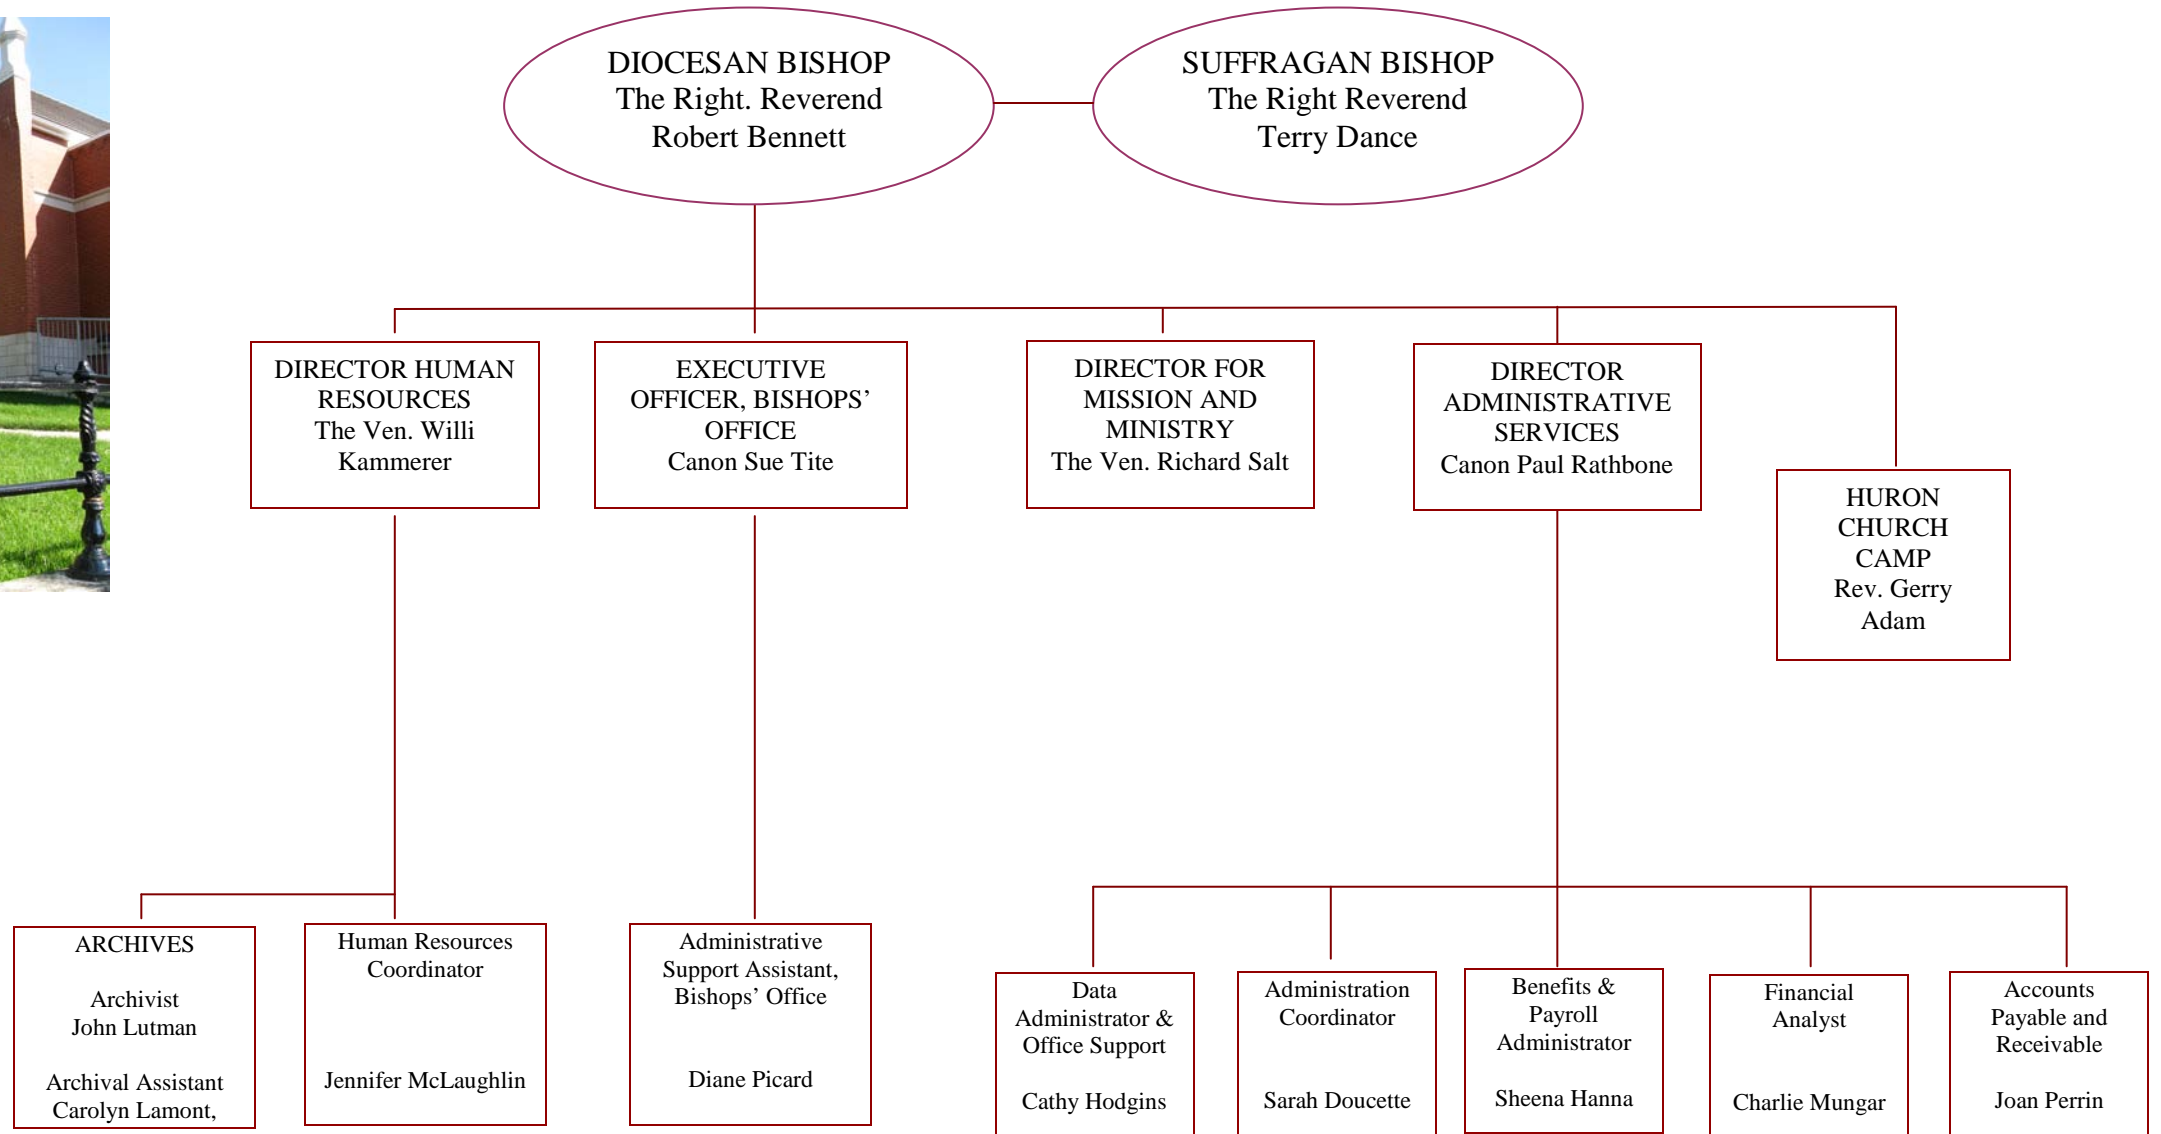 DIOCESAN BISHOP
The Right. Reverend
Robert Bennett
SUFFRAGAN BISHOP
The Right Reverend
Terry Dance
DIRECTOR HUMAN
RESOURCES
The Ven. Willi
Kammerer
EXECUTIVE
OFFICER, BISHOPS’
OFFICE
Canon Sue Tite
DIRECTOR FOR
MISSION AND
MINISTRY
The Ven. Richard Salt
DIRECTOR
ADMINISTRATIVE
SERVICES
Canon Paul Rathbone
HURON
CHURCH
CAMP
Rev. Gerry
Adam
ARCHIVES
Archivist
John Lutman
Archival Assistant
Carolyn Lamont,
Human Resources
Coordinator
Jennifer McLaughlin
Administrative
Support Assistant,
Bishops’ Office
Diane Picard
Data
Administrator &
Office Support
Cathy Hodgins
Administration
Coordinator
Sarah Doucette
Benefits &
Payroll
Administrator
Sheena Hanna
Financial
Analyst
Charlie Mungar
Accounts
Payable and
Receivable
Joan Perrin